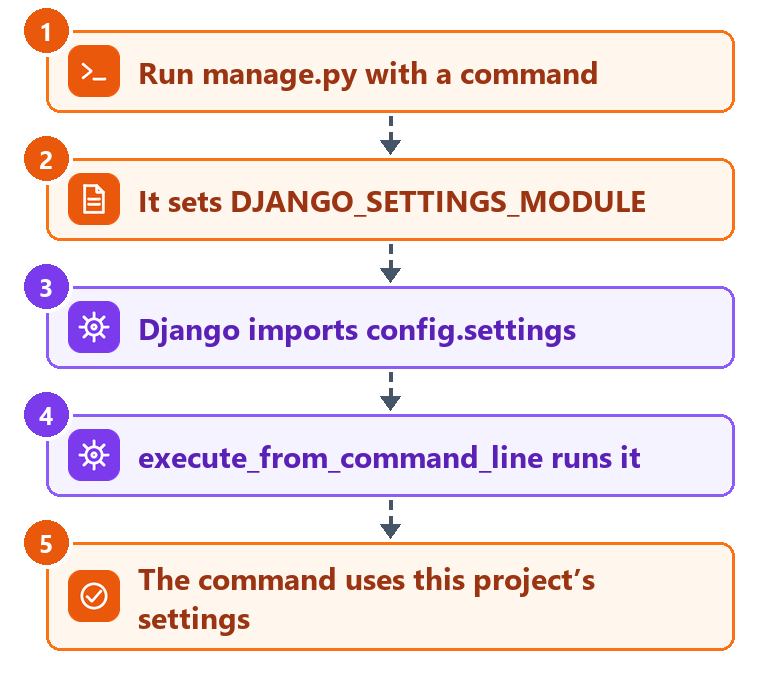 1
Run manage.py with a command
2
It sets DJANGO_SETTINGS_MODULE
3
Django imports config.settings
4
execute_from_command_line runs it
5
The command uses this project’s
settings